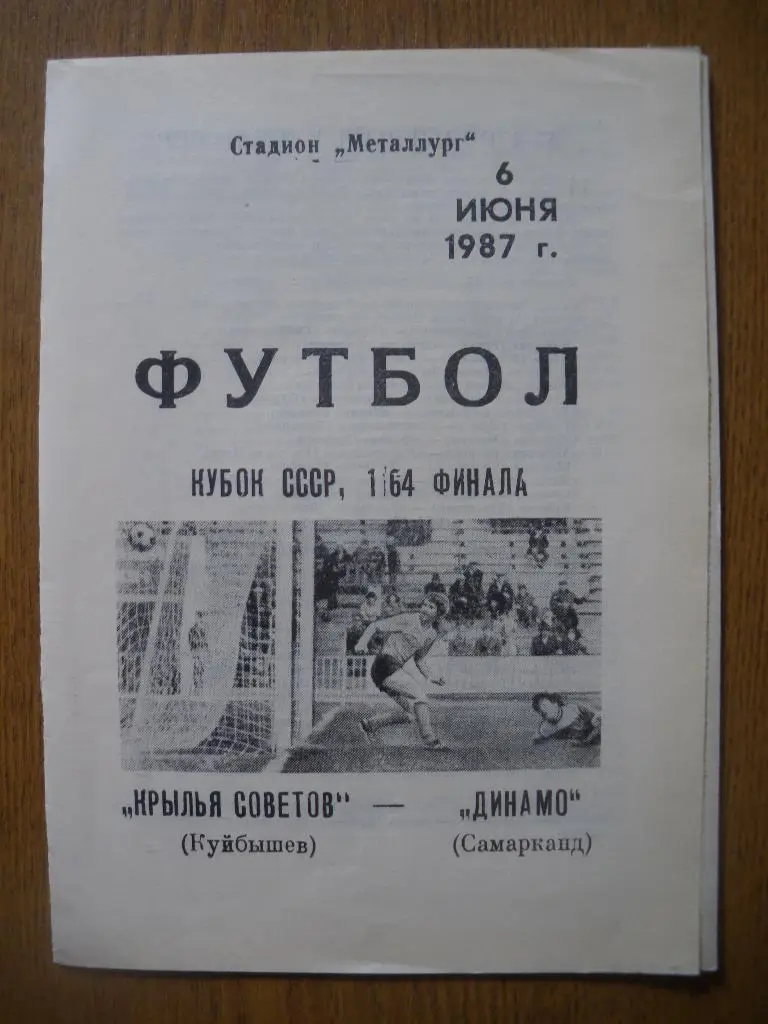 Стадион „Металлург“
6
ИЮНЯ
1987 г.
ФУТБОЛ
КУБОК СССР, 1/64 ФИНАЛА
„КРЫЛЬЯ СОВЕТОВ“ — „ДИНАМО“
(Куйбышев) (Самарканд)